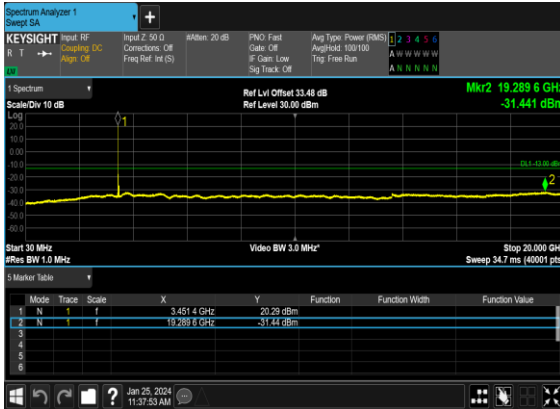 Spectrum Analyzer 1
Swept SA
+
KEYSIGHT Input: RF Input Z: 50 Ω #Atten: 20 dB PNO: Fast Avg Type: Power (RMS) 1 2 3 4 5 6
R T Coupling: DC Corrections: Off Gate: Off Avg|Hold: 100/100 A W W W W W
Align: Off Freq Ref: Int (S) IF Gain: Low Trig: Free Run
Sig Track: Off A N N N N N
1 Spectrum Ref Lvl Offset 33.48 dB Mkr2 19.289 6 GHz
Scale/Div 10 dB Ref Level 30.00 dBm -31.441 dBm
Log
1
20.0
10.0
0.00
-10.0 DL1 -13.00 dBm
-20.0
2
-30.0
-40.0
-50.0
-60.0
Start 30 MHz Video BW 3.0 MHz* Stop 20.000 GHz
#Res BW 1.0 MHz Sweep 34.7 ms (40001 pts)
5 Marker Table
Mode Trace Scale X Y Function Function Width Function Value
1 N 1 f 3.451 4 GHz 20.29 dBm
2 N 1 f 19.289 6 GHz -31.44 dBm
3
4
5
6
? Jan 25, 2024
11:37:53 AM